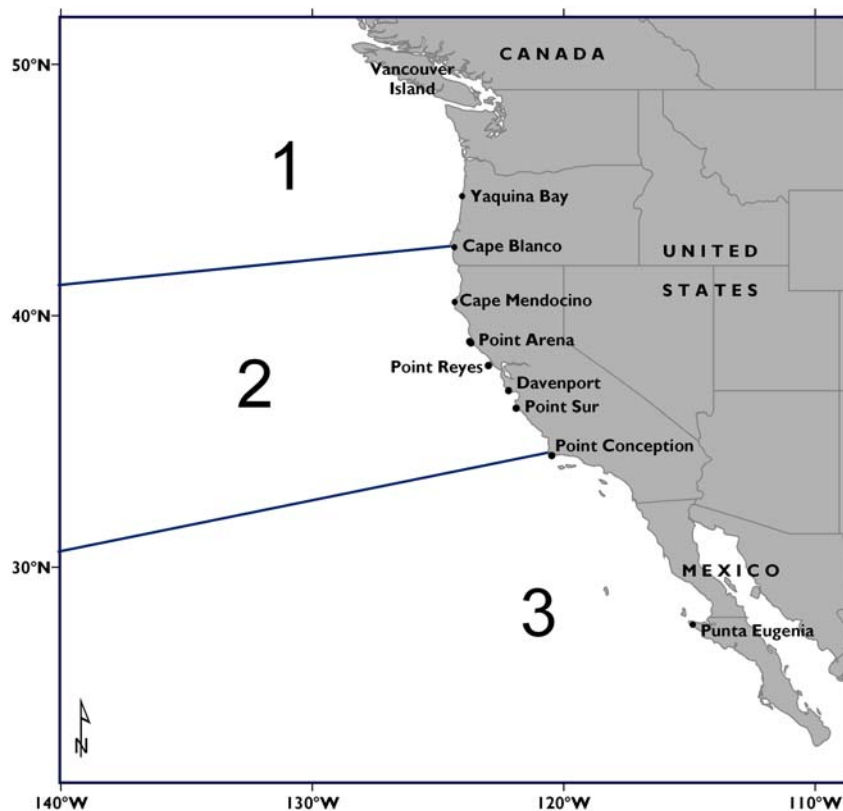 50°N
CANADA
Vancouver
Island
1
Yaquina Bay
Cape Blanco
UNITED
STATES
Cape Mendocino
40°N
Point Arena
Point Reyes
2
Davenport
Point Sur
Point Conception
30°N
MEXICO
3
Punta Eugenia
N
140°W
130°W
120°W
110°W